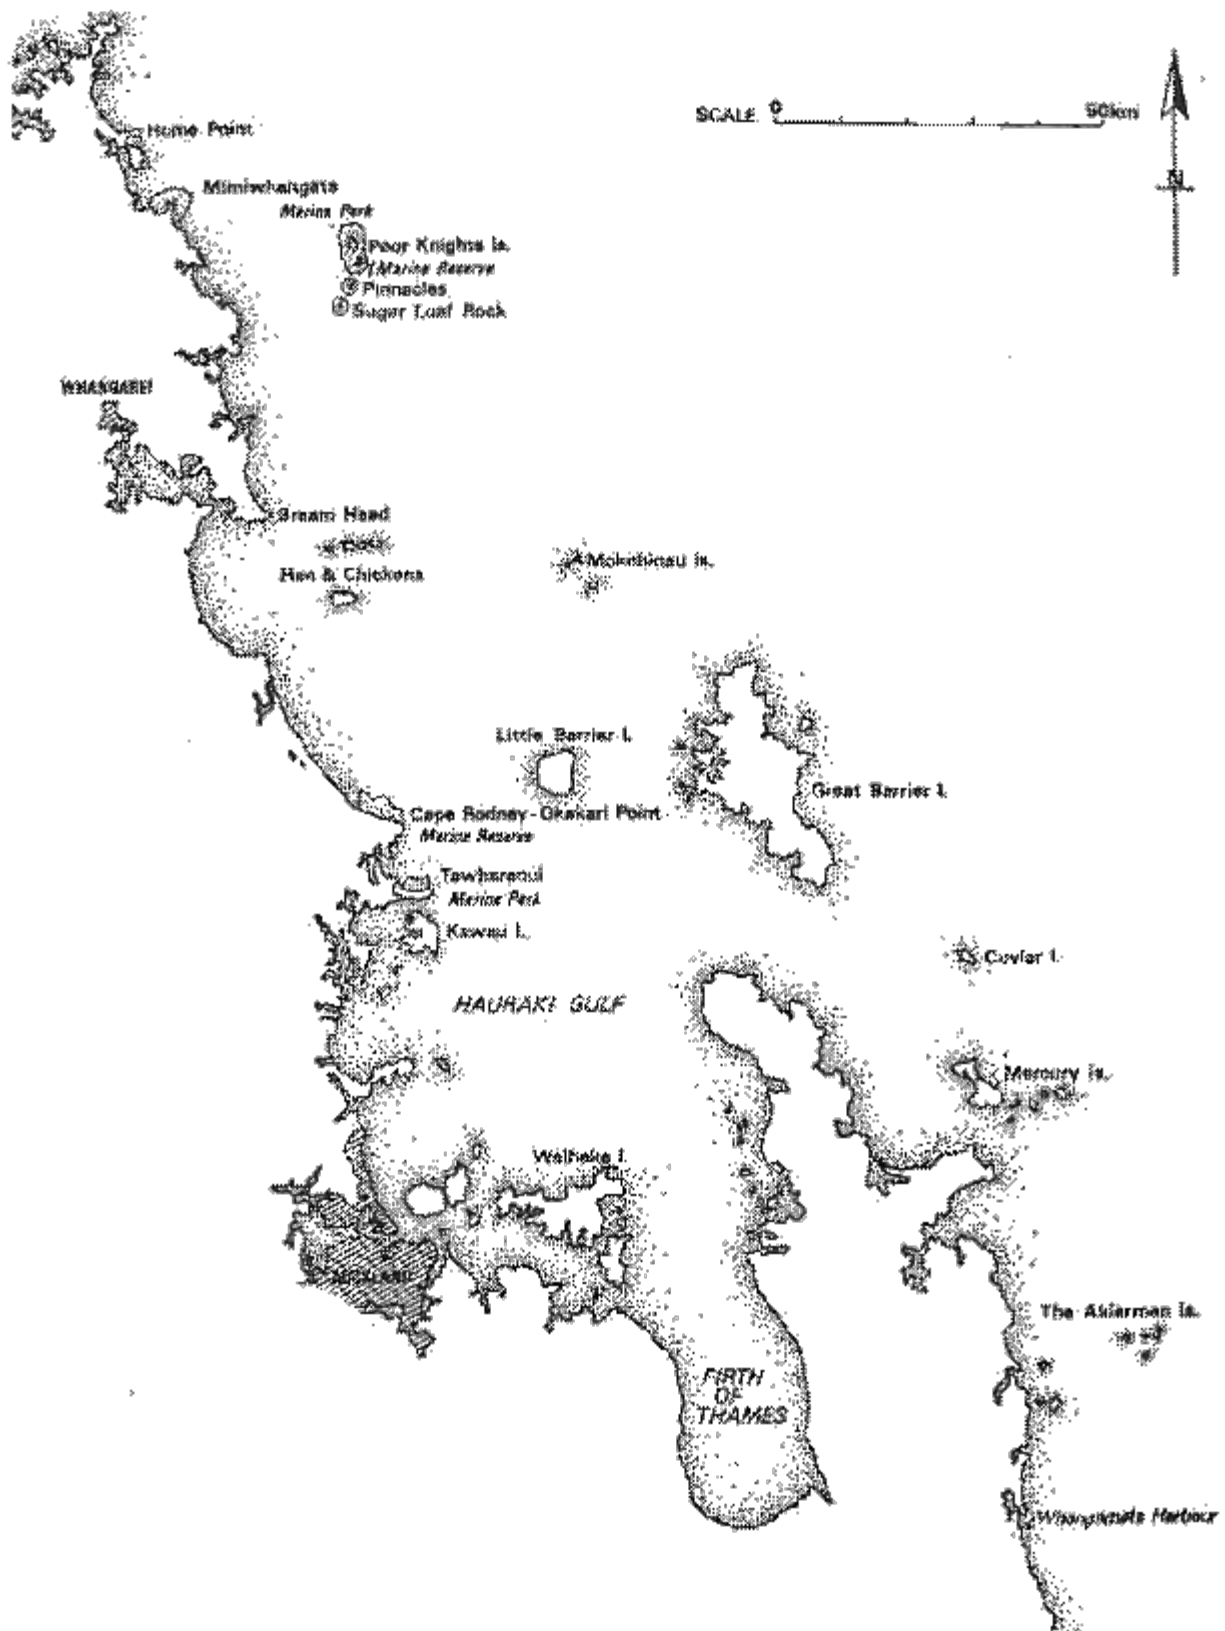 SCALE 0 50km
N
Home Point
Mimiwhangata
Marine Park
Poor Knights Is.
Marine Reserve
Pinnacles
Sugar Loaf Rock
WHANGAREI
Bream Head
Hen & Chickens
Mokohinau Is.
Little Barrier I.
Great Barrier I.
Cape Rodney-Okakari Point
Marine Reserve
Tawharanui
Marine Park
Kawau I.
Cuvier I.
HAURAKI GULF
Mercury Is.
Waiheke I.
AUCKLAND
The Aldermen Is.
FIRTH
OF
THAMES
Harbour